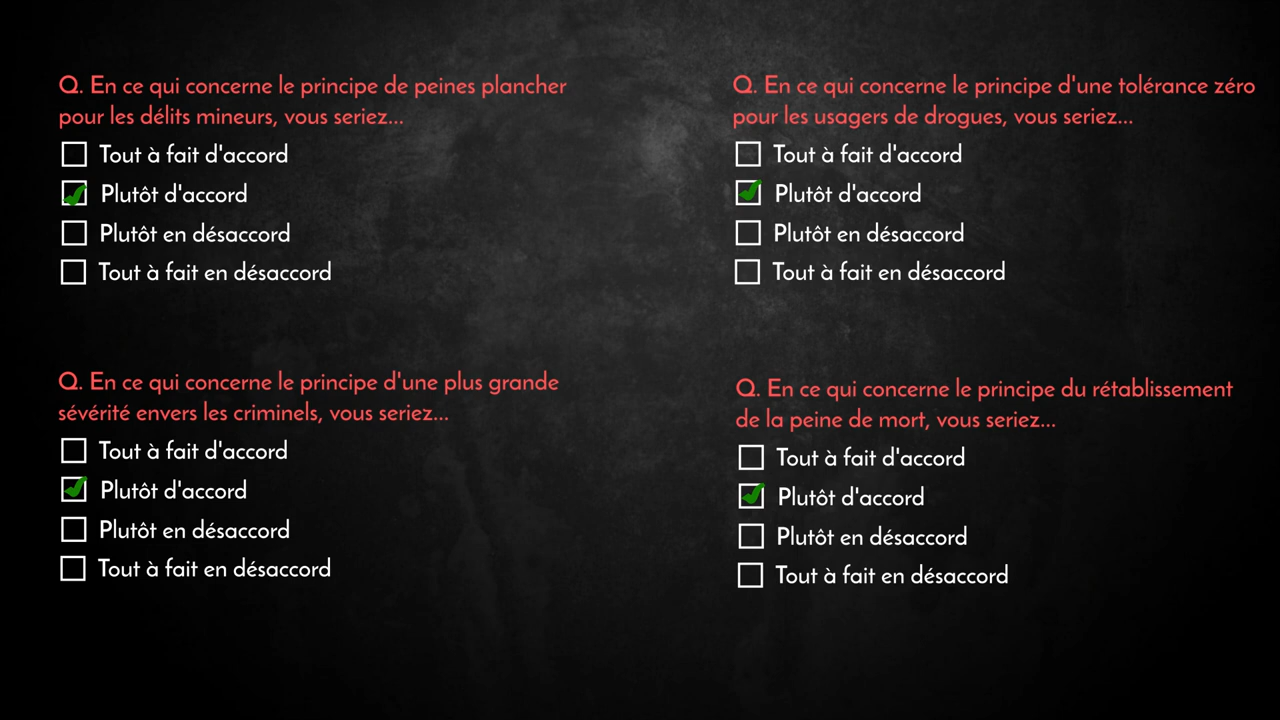 Q. En ce qui concerne le principe de peines plancher
pour les délits mineurs, vous seriez...
Tout à fait d'accord
Plutôt d'accord
Plutôt en désaccord
Tout à fait en désaccord
Q. En ce qui concerne le principe d'une tolérance zéro
pour les usagers de drogues, vous seriez...
Tout à fait d'accord
Plutôt d'accord
Plutôt en désaccord
Tout à fait en désaccord
Q. En ce qui concerne le principe d'une plus grande
sévérité envers les criminels, vous seriez...
Tout à fait d'accord
Plutôt d'accord
Plutôt en désaccord
Tout à fait en désaccord
Q. En ce qui concerne le principe du rétablissement
de la peine de mort, vous seriez...
Tout à fait d'accord
Plutôt d'accord
Plutôt en désaccord
Tout à fait en désaccord